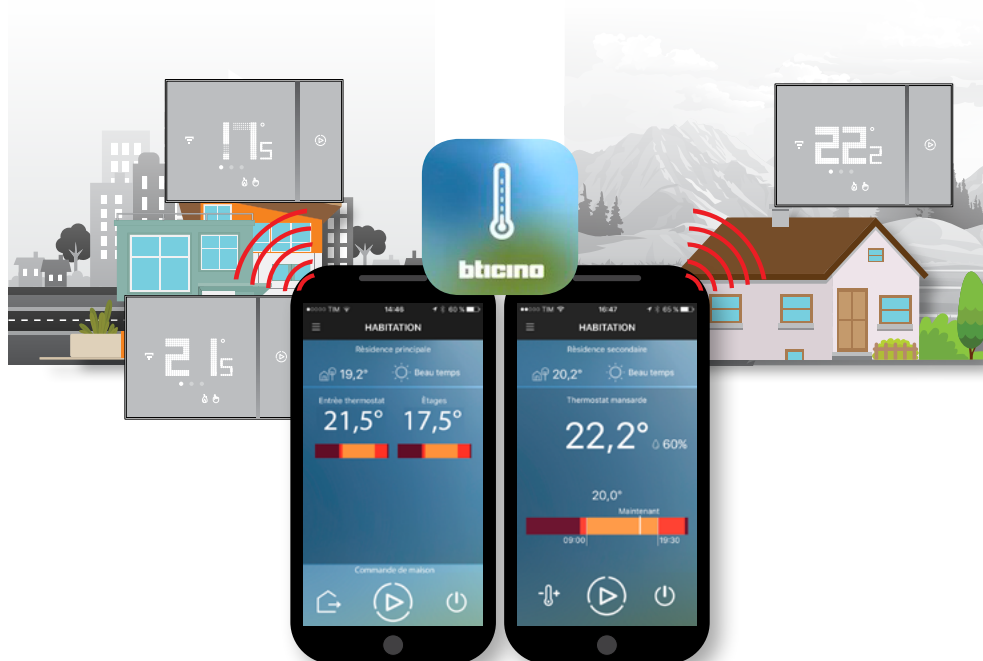 17 5
22 2
bticino
21 5
TIM 14:46 60 %
HABITATION
Résidence principale
19,2° Beau temps
Entrée thermostat Étages
21,5° 17,5°
Commande de maison
TIM 16:47 65 %
HABITATION
Résidence secondaire
20,2° Beau temps
Thermostat mansarde
22,2° 60%
20,0°
Maintenant
09:00 19:30